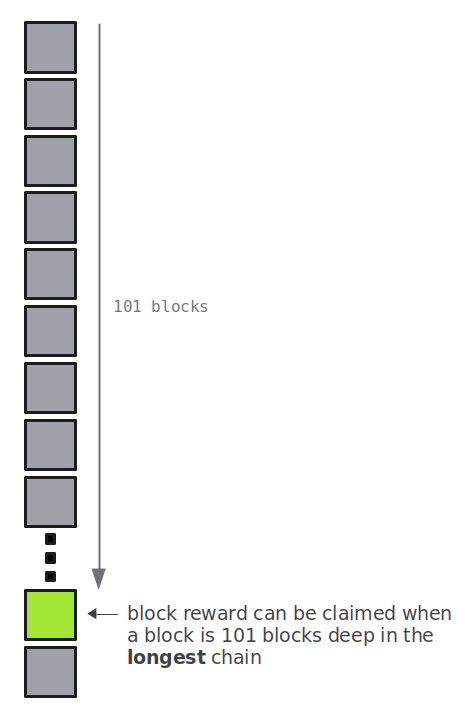 101 blocks
block reward can be claimed when
a block is 101 blocks deep in the
longest chain